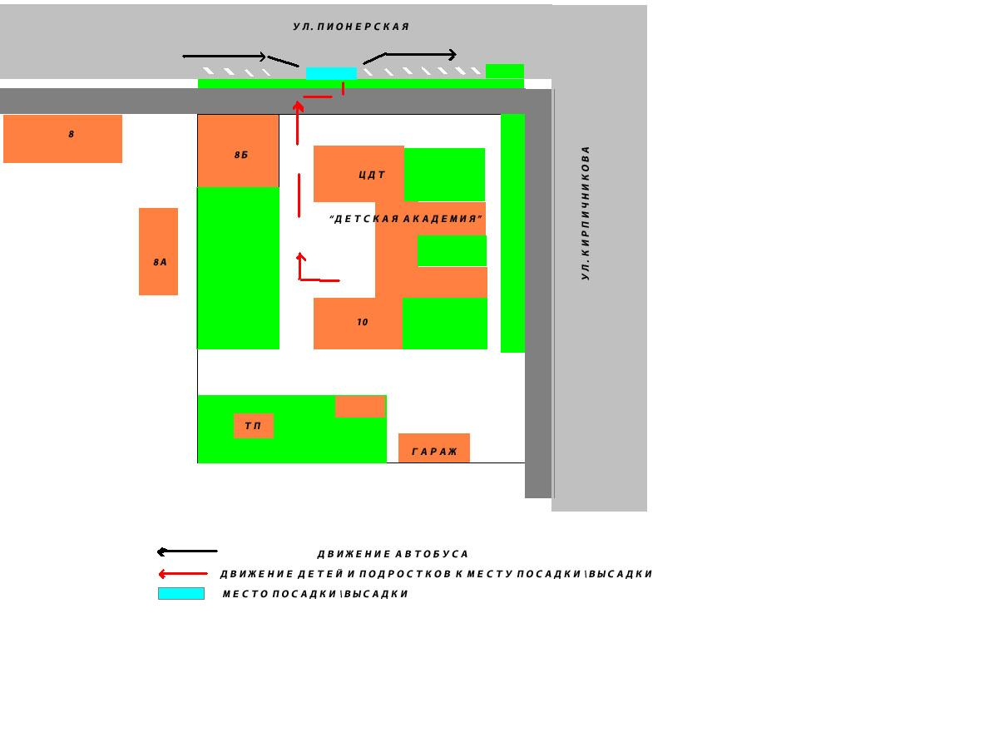 УЛ. ПИОНЕРСКАЯ
8
8Б
ЦДТ
УЛ. КИРПИЧНИКОВА
“ДЕТСКАЯ АКАДЕМИЯ”
8А
10
ТП
ГАРАЖ
ДВИЖЕНИЕ АВТОБУСА
ДВИЖЕНИЕ ДЕТЕЙ И ПОДРОСТКОВ К МЕСТУ ПОСАДКИ\ВЫСАДКИ
МЕСТО ПОСАДКИ\ВЫСАДКИ